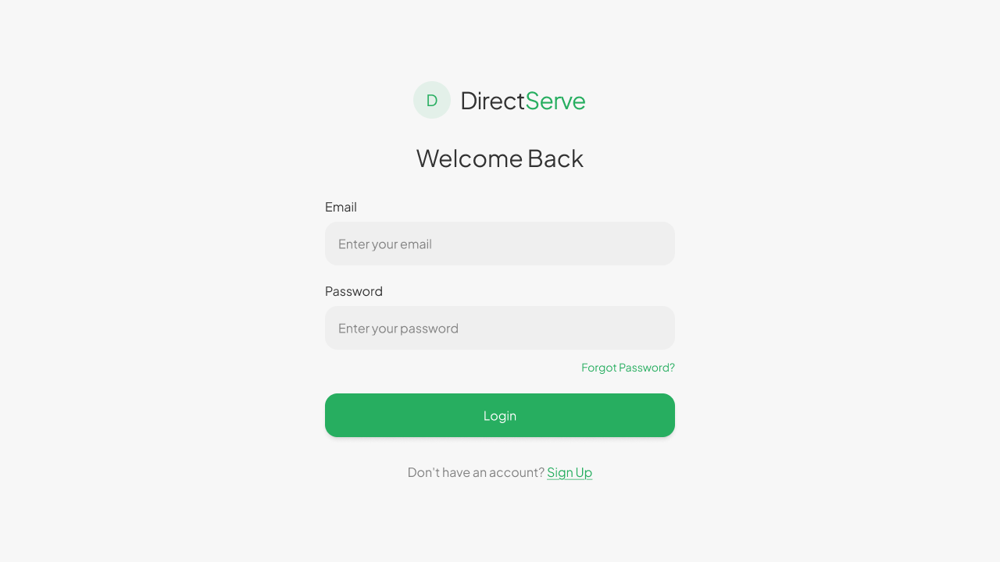 D DirectServe
Welcome Back
Email
Enter your email
Password
Enter your password
Forgot Password?
Login
Don't have an account? Sign Up